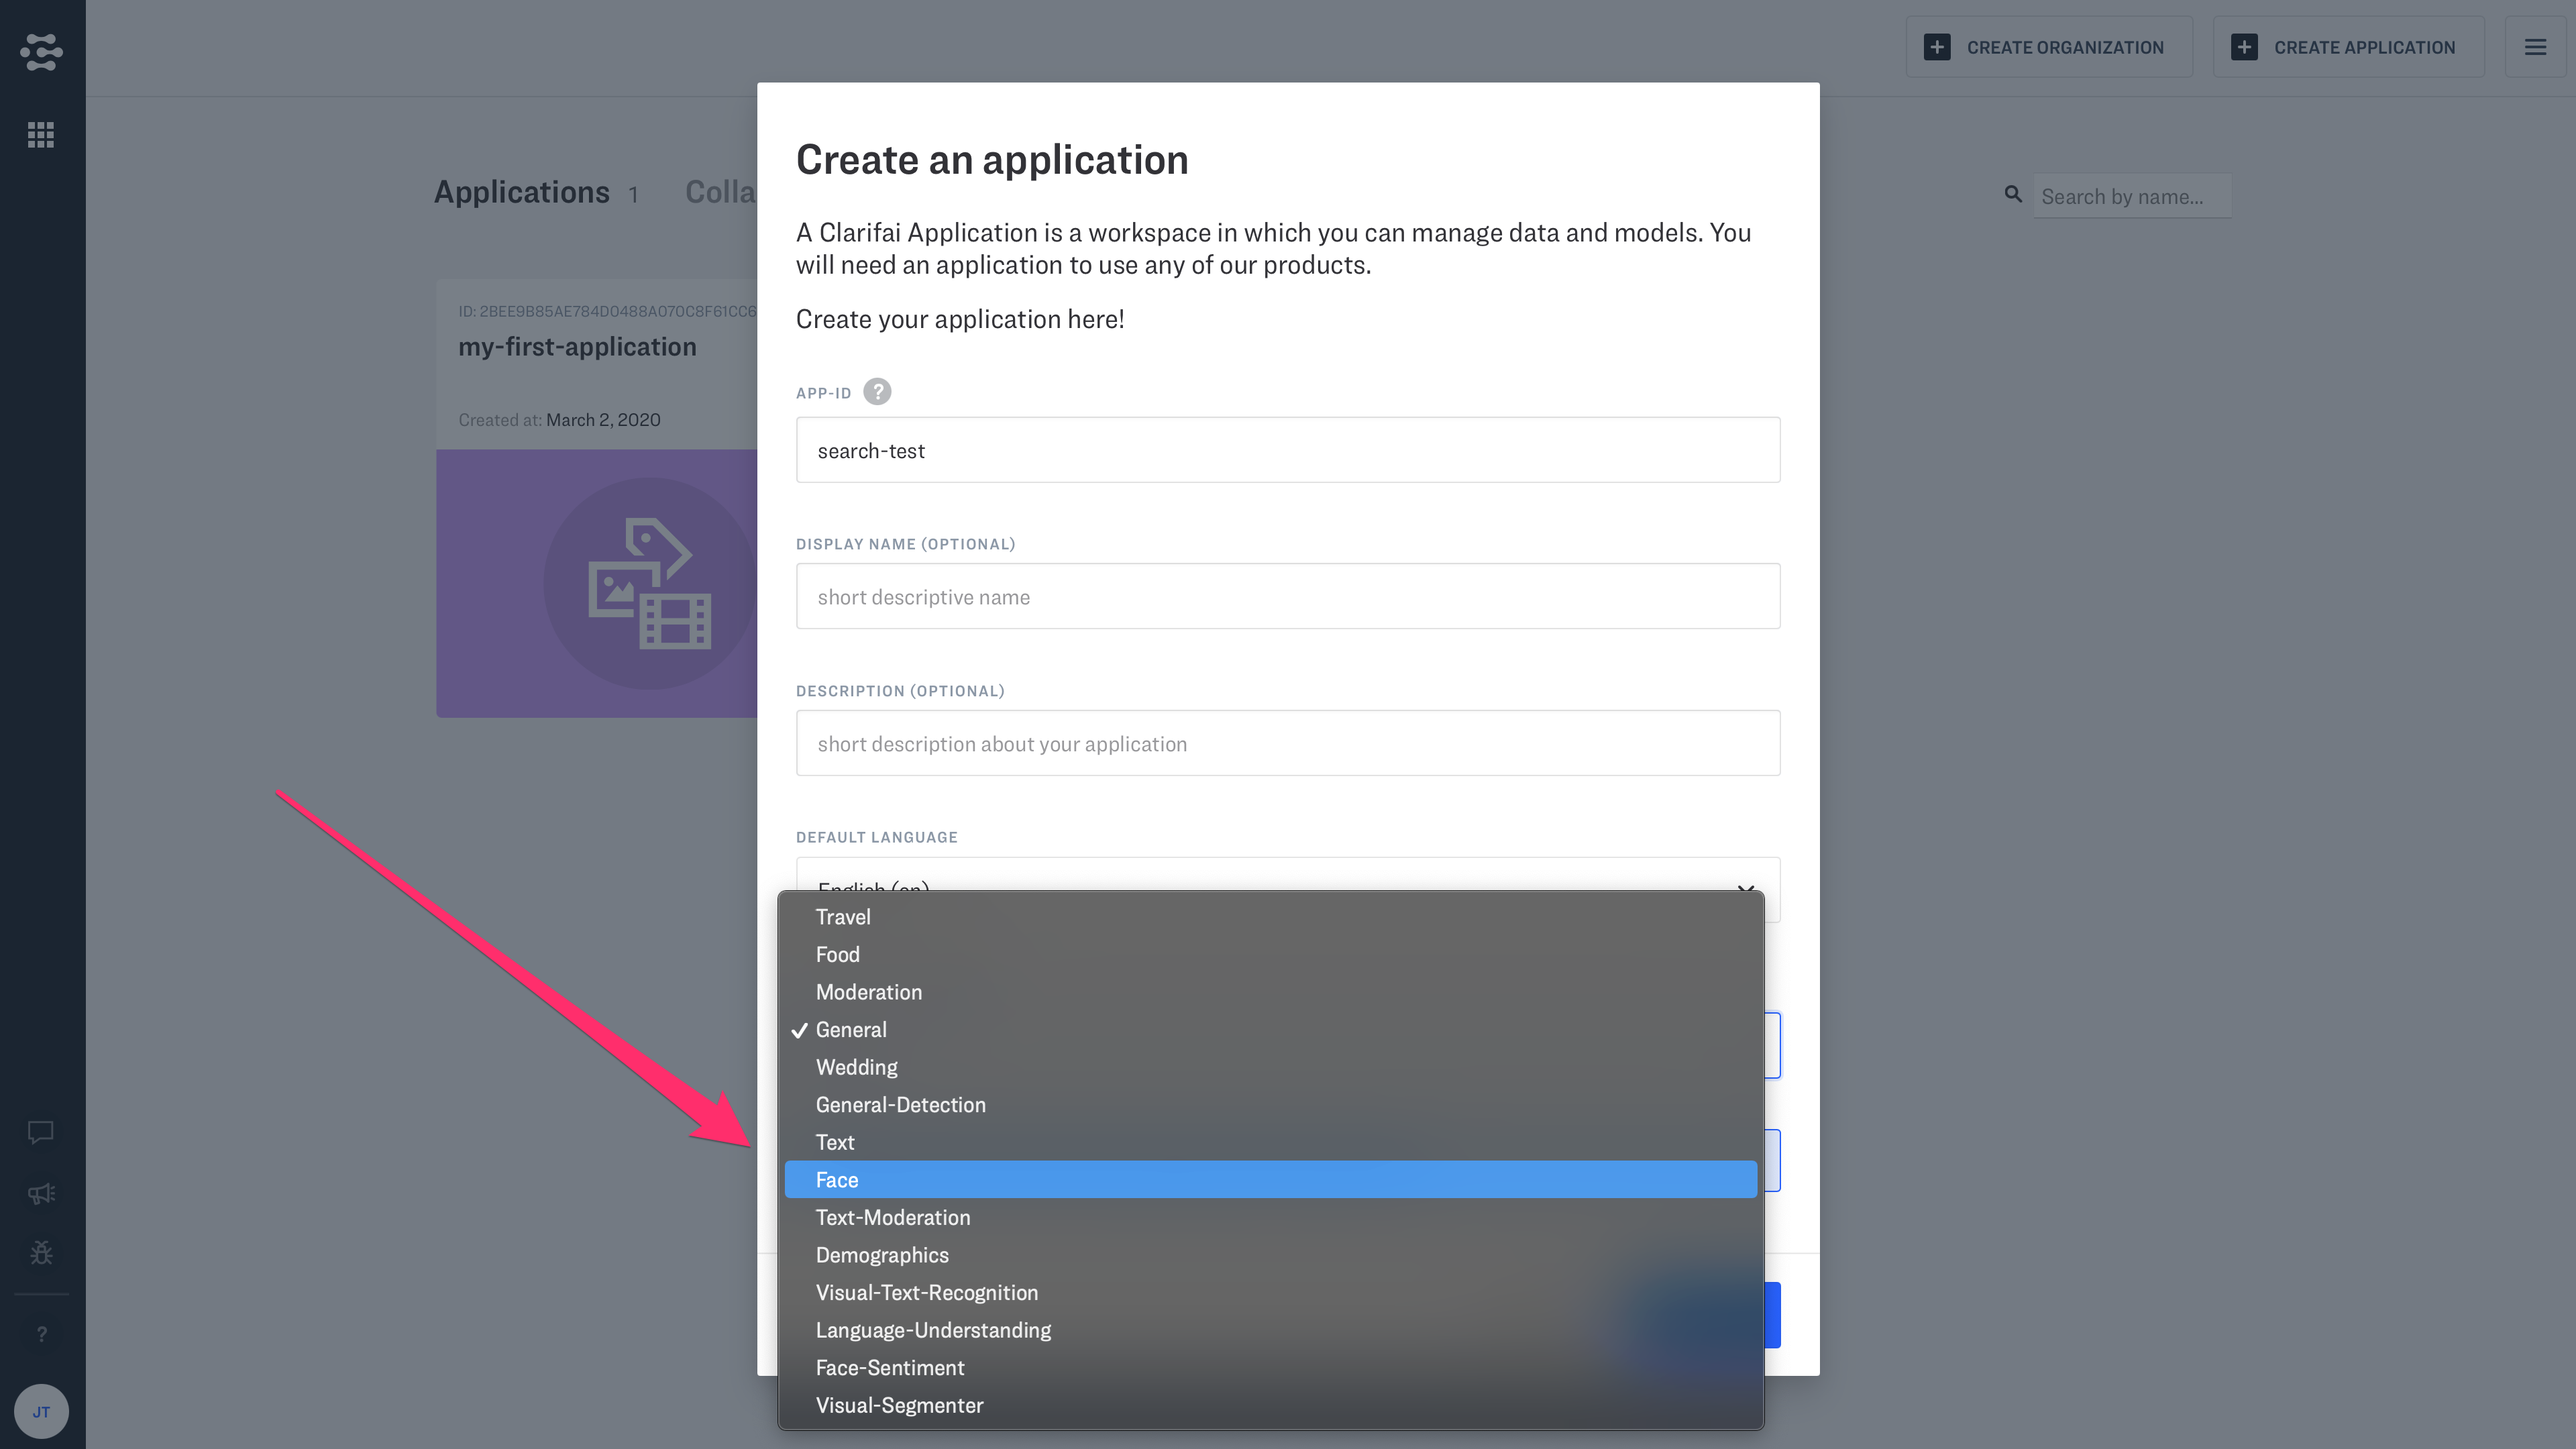 CREATE ORGANIZATION
CREATE APPLICATION
Applications 1
Colla
Search by name...
ID: 2BEE9B85AE784D0488A070C8F61CC6
my-first-application
Created at: March 2, 2020
Create an application
A Clarifai Application is a workspace in which you can manage data and models. You
will need an application to use any of our products.
Create your application here!
APP-ID ?
search-test
DISPLAY NAME (OPTIONAL)
short descriptive name
DESCRIPTION (OPTIONAL)
short description about your application
DEFAULT LANGUAGE
English (en)
Travel
Food
Moderation
General
Wedding
General-Detection
Text
Face
Text-Moderation
Demographics
Visual-Text-Recognition
Language-Understanding
Face-Sentiment
Visual-Segmenter
?
JT